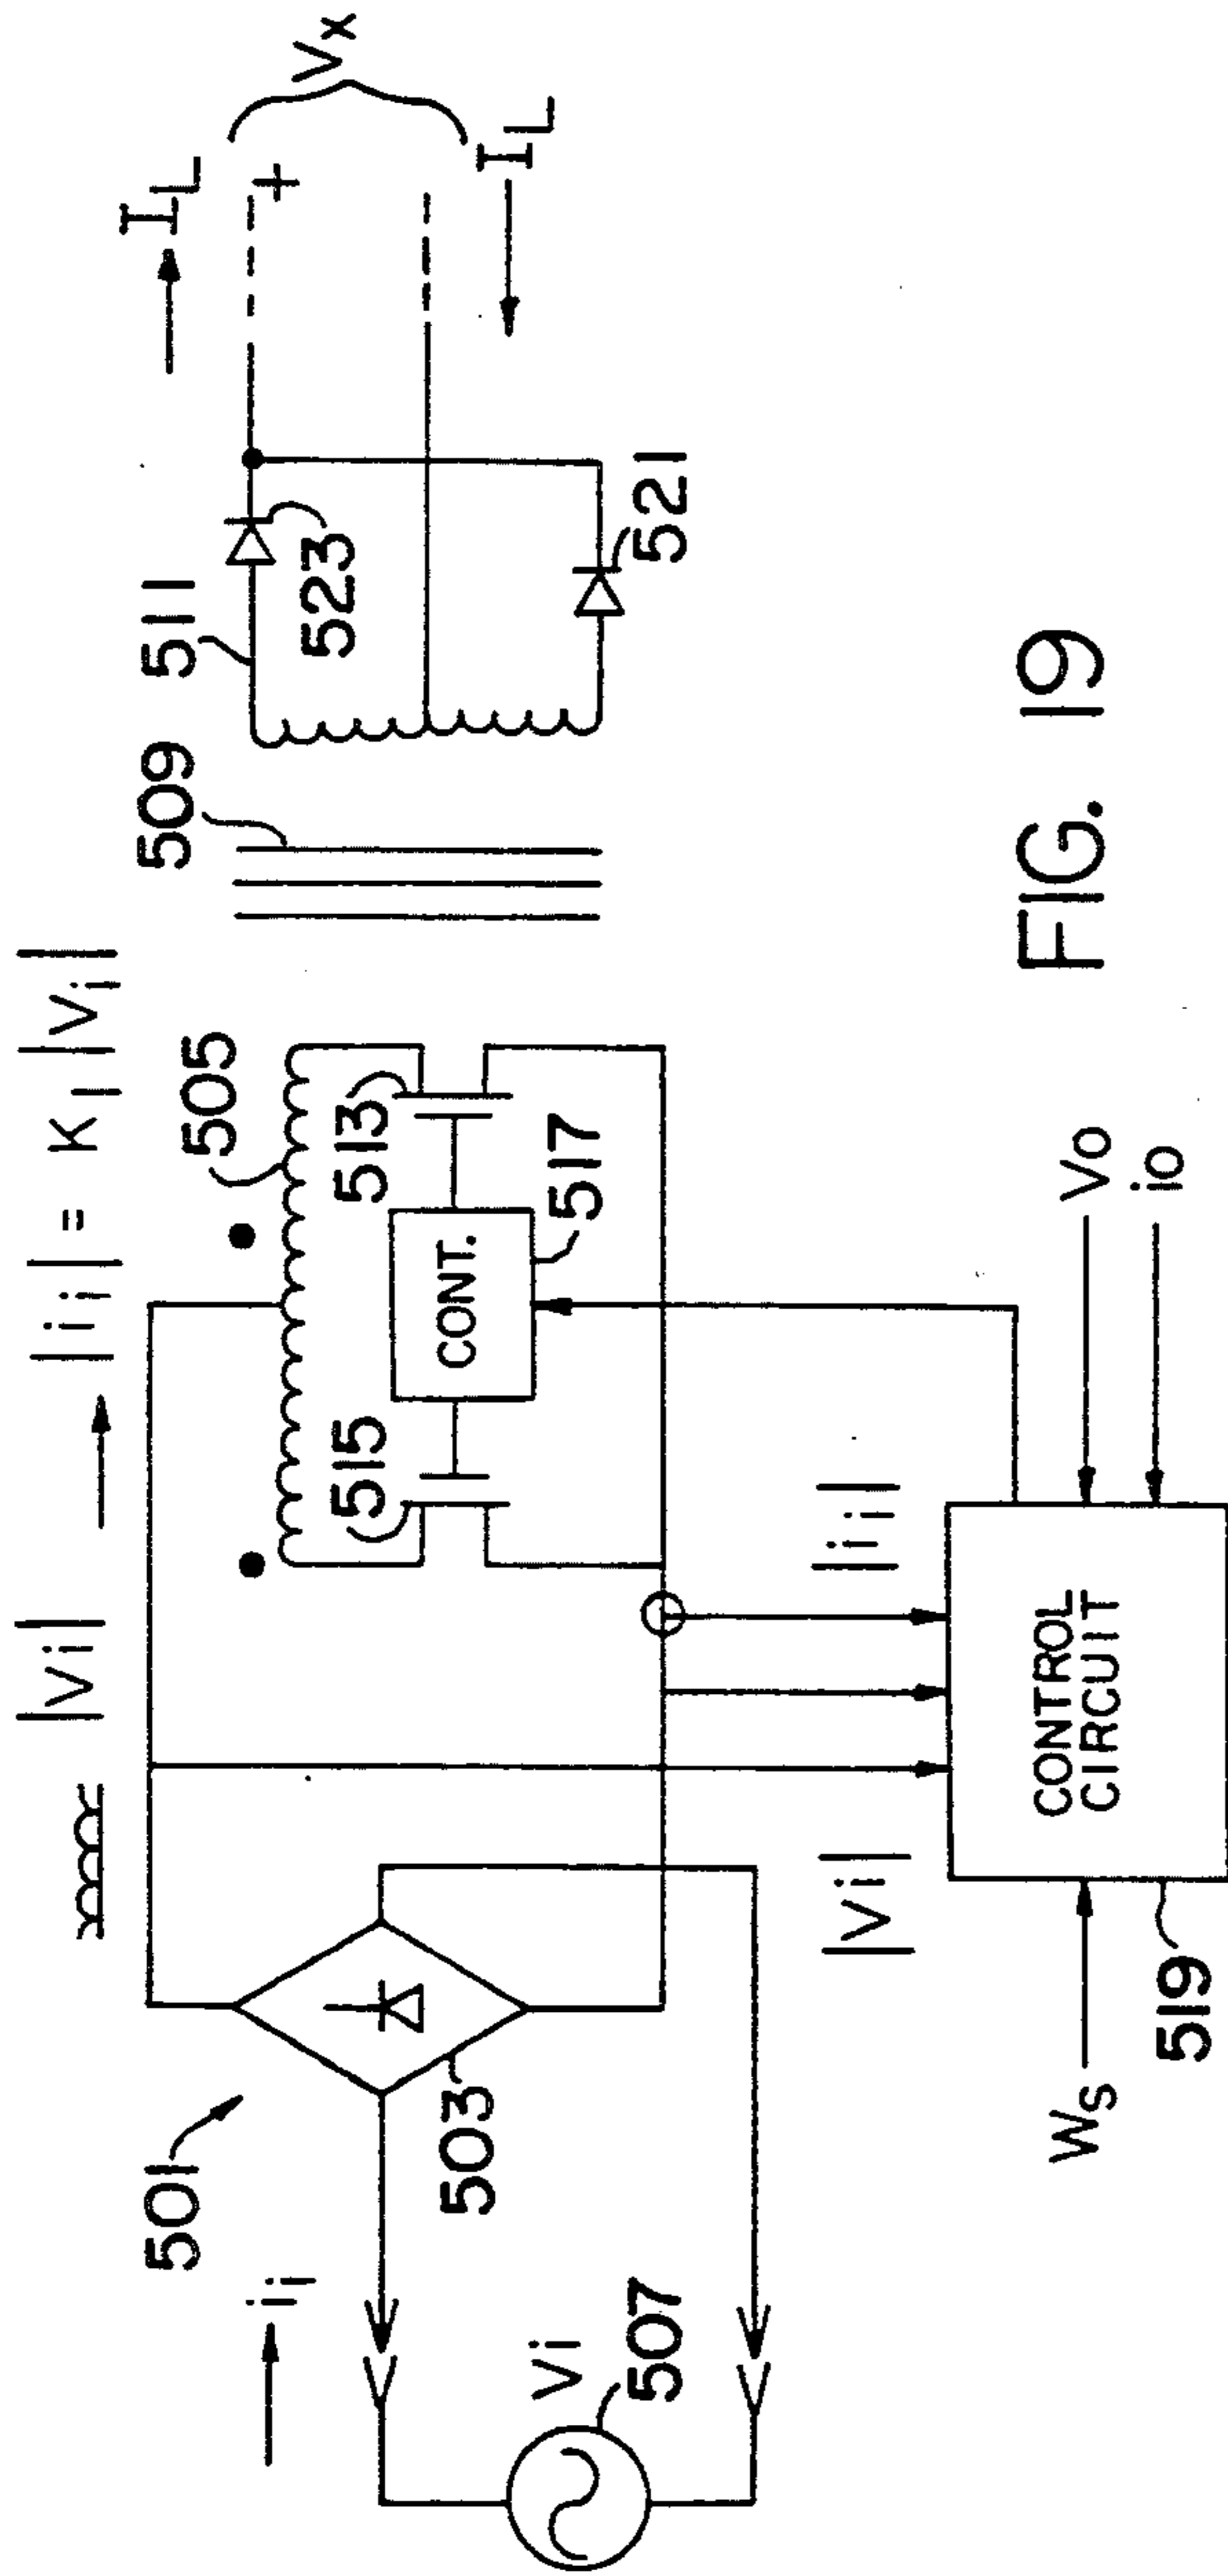 |Vi|
|ii| = K1 |Vi|
501
ii
503
Vi
507
505
513
515
CONT.
517
509
511
523
521
IL
+
Vx
IL
|Vi|
|ii|
Ws
519
CONTROL
CIRCUIT
Vo
io
FIG. 19